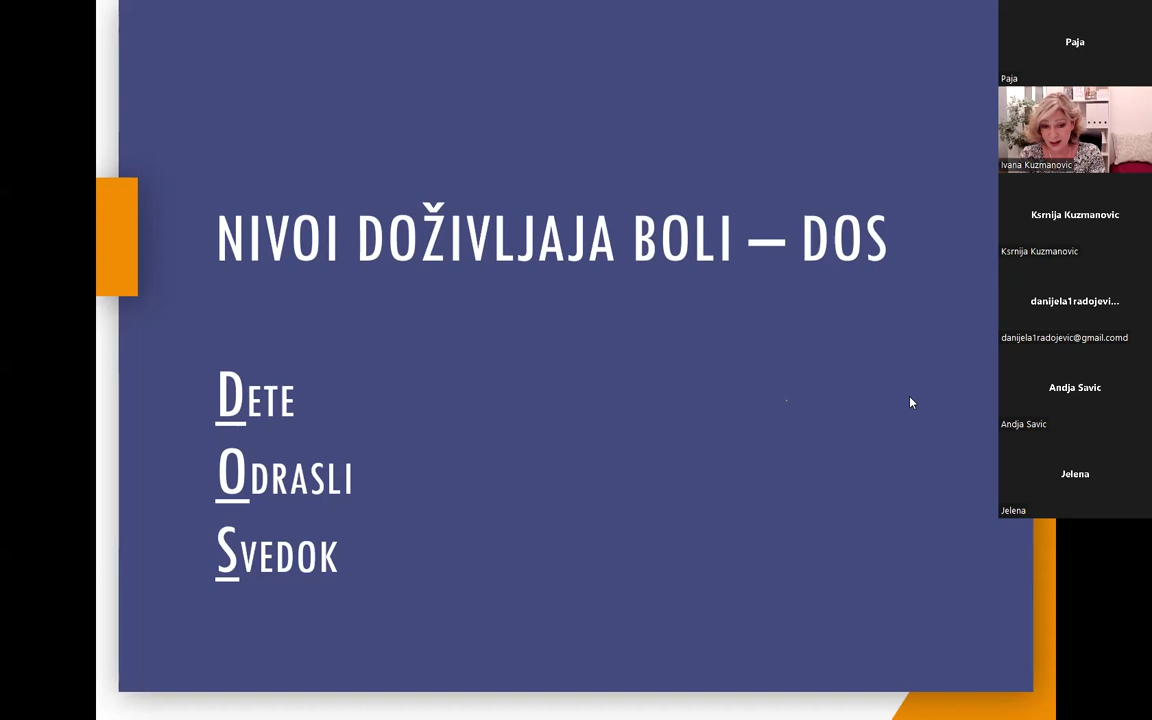 NIVOI DOŽIVLJAJA BOLI – DOS
DETE
ODRASLI
SVEDOK
Paja
Paja
Ivana Kuzmanovic
Ksrnija Kuzmanovic
Ksrnija Kuzmanovic
danijela1radojevi...
danijela1radojevic@gmail.comd
Andja Savic
Andja Savic
Jelena
Jelena